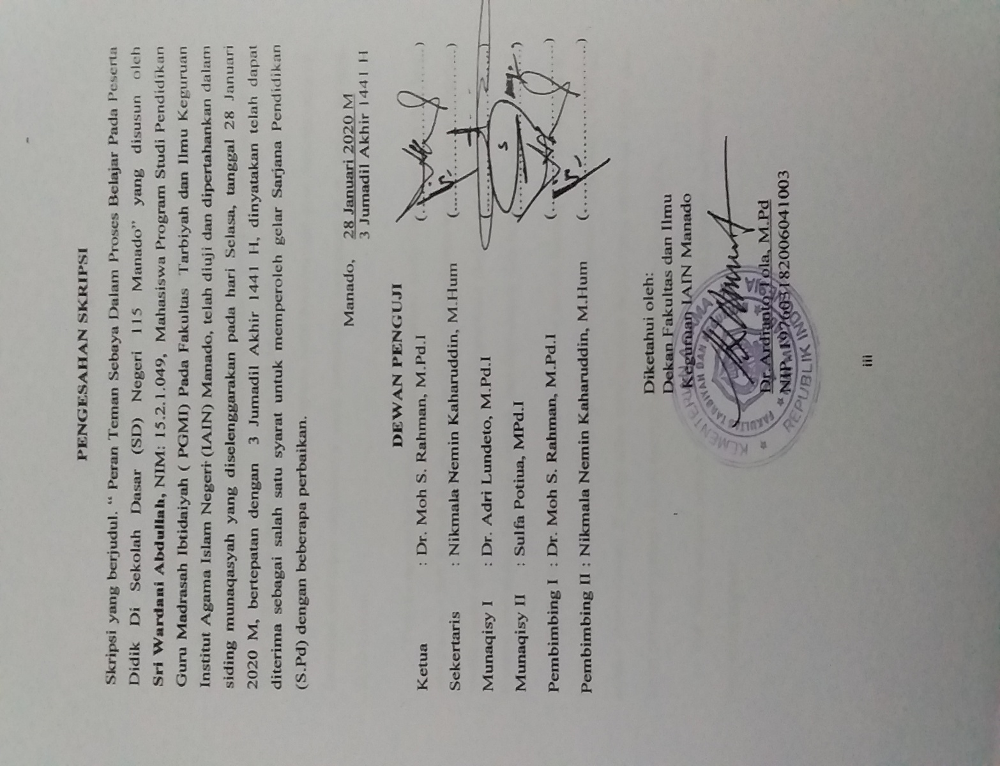 PENGESAHAN SKRIPSI
Skripsi yang berjudul. “ Peran Teman Sebaya Dalam Proses Belajar Pada Peserta
Didik Di Sekolah Dasar (SD) Negeri 115 Manado” yang disusun oleh
Sri Wardani Abdullah, NIM: 15.2.1.049, Mahasiswa Program Studi Pendidikan
Guru Madrasah Ibtidaiyah ( PGMI) Pada Fakultas Tarbiyah dan Ilmu Keguruan
Institut Agama Islam Negeri (IAIN) Manado, telah diuji dan dipertahankan dalam
siding munaqasyah yang diselenggarakan pada hari Selasa, tanggal 28 Januari
2020 M, bertepatan dengan 3 Jumadil Akhir 1441 H, dinyatakan telah dapat
diterima sebagai salah satu syarat untuk memperoleh gelar Sarjana Pendidikan
(S.Pd) dengan beberapa perbaikan.
Manado, 28 Januari 2020 M
3 Jumadil Akhir 1441 H
DEWAN PENGUJI
Ketua : Dr. Moh S. Rahman, M.Pd.I (..................)
Sekertaris : Nikmala Nemin Kaharuddin, M.Hum (..................)
Munaqisy I : Dr. Adri Lundeto, M.Pd.I (..................)
Munaqisy II : Sulfa Potiua, MPd.I (..................)
Pembimbing I : Dr. Moh S. Rahman, M.Pd.I (..................)
Pembimbing II : Nikmala Nemin Kaharuddin, M.Hum (..................)
Diketahui oleh:
Dekan Fakultas dan Ilmu
Keguruan IAIN Manado
Dr. Ardianto Tola, M.Pd
NIP 197603182006041003
KEMENTERIAN AGAMA
FAKULTAS TARBIYAH DAN
REPUBLIK INDONESIA
iii